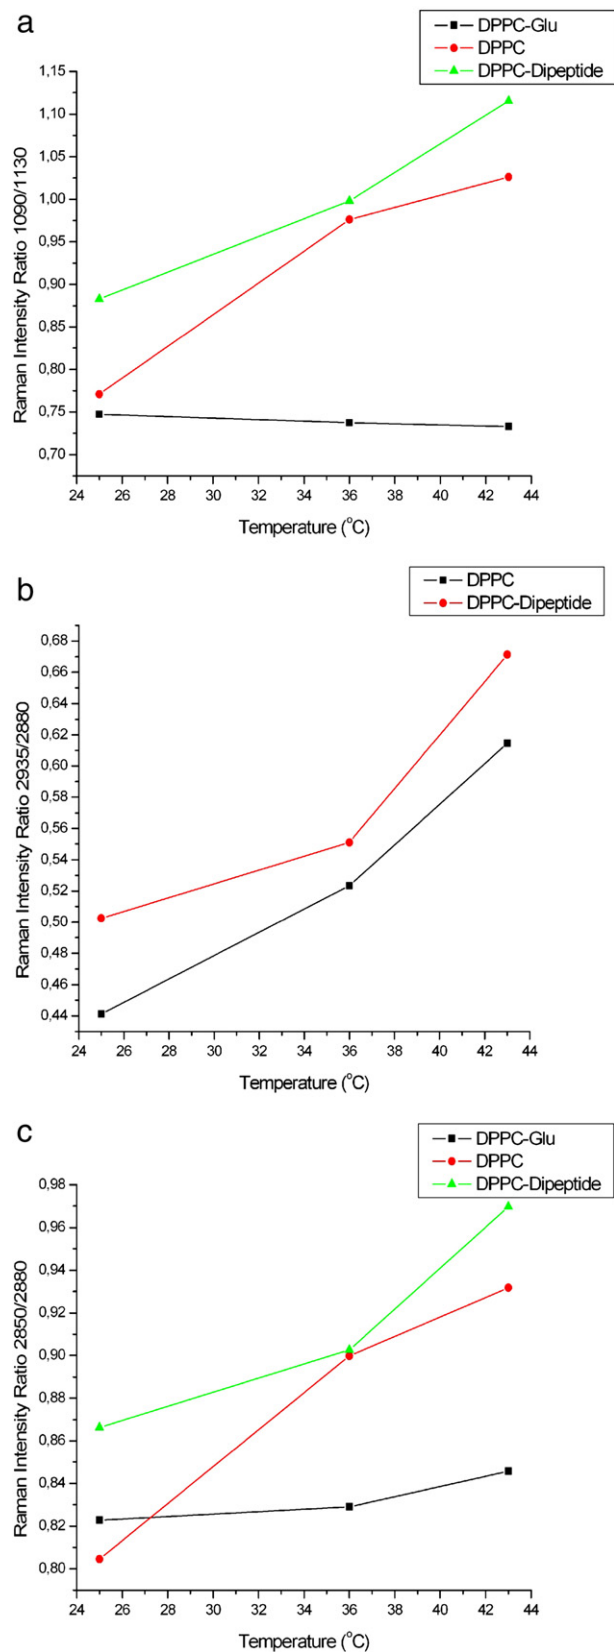 a
DPPC-Glu
DPPC
DPPC-Dipeptide
1,15
1,10
1,05
1,00
0,95
0,90
0,85
0,80
0,75
0,70
Raman Intensity Ratio 1090/1130
24 26 28 30 32 34 36 38 40 42 44
Temperature (°C)
b
DPPC
DPPC-Dipeptide
0,68
0,66
0,64
0,62
0,60
0,58
0,56
0,54
0,52
0,50
0,48
0,46
0,44
Raman Intensity Ratio 2935/2880
24 26 28 30 32 34 36 38 40 42 44
Temperature (°C)
c
DPPC-Glu
DPPC
DPPC-Dipeptide
0,98
0,96
0,94
0,92
0,90
0,88
0,86
0,84
0,82
0,80
Raman Intensity Ratio 2850/2880
24 26 28 30 32 34 36 38 40 42 44
Temperature (°C)